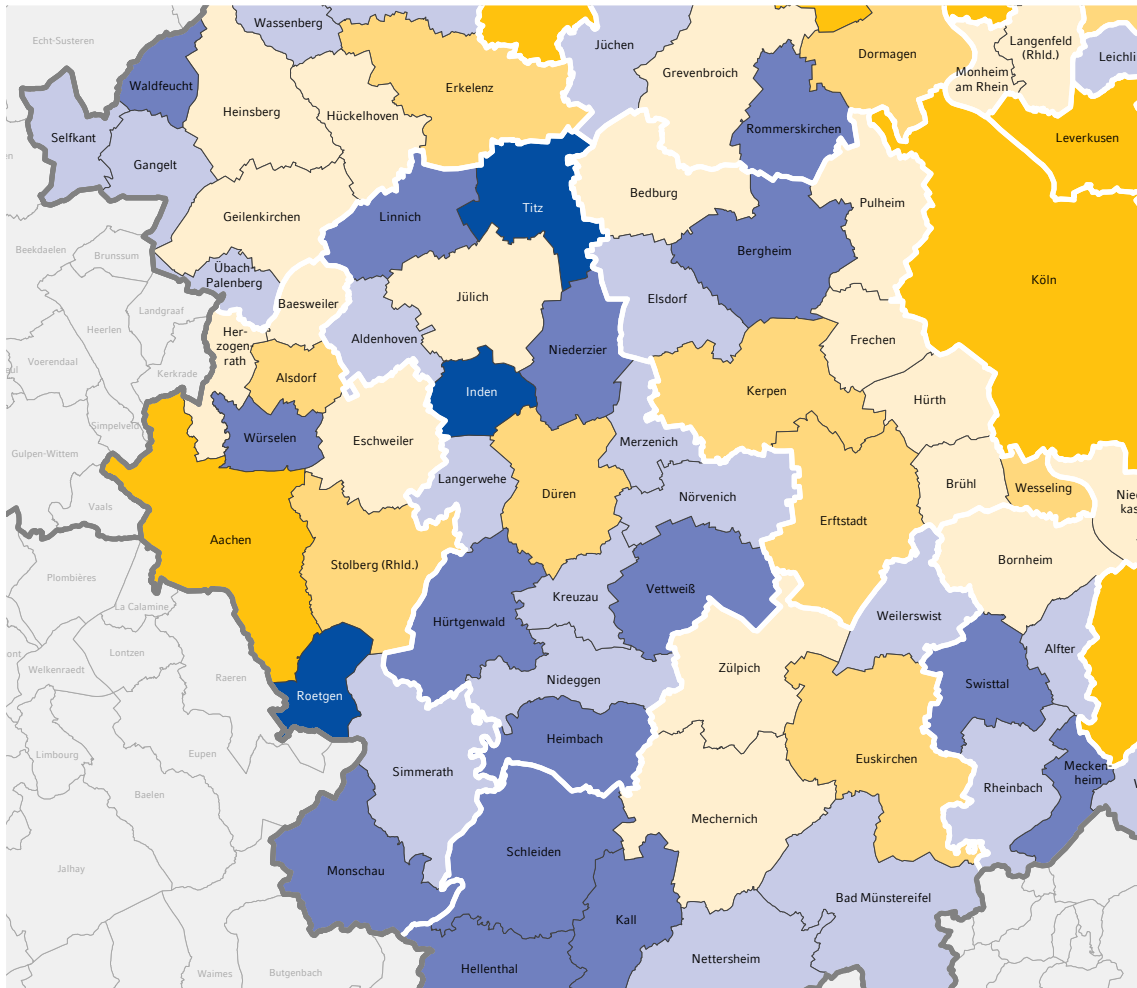 Echt-Susteren
Wassenberg
Jüchen
Dormagen
Langenfeld
(Rhld.)
Leichli
Monheim
am Rhein
Grevenbroich
Waldfeucht
Erkelenz
Heinsberg
Hückelhoven
Rommerskirchen
Leverkusen
Selfkant
Gangelt
Bedburg
Pulheim
Titz
Linnich
Geilenkirchen
Beekdaelen
Brunssum
Bergheim
Übach-
Palenberg
Köln
Elsdorf
Jülich
Baesweiler
Landgraaf
Heerlen
Her-
zogen-
rath
Aldenhoven
Niederzier
Frechen
Voerendaal
aul
Kerkrade
Alsdorf
Inden
Kerpen
Hürth
Simpelveld
Würselen
Eschweiler
Merzenich
Gulpen-Wittem
Langerwehe
Düren
Nörvenich
Brühl
Wesseling
Nied
kas
Vaals
Erftstadt
Aachen
Stolberg (Rhld.)
Bornheim
Plombières
La Calamine
Kreuzau
Vettweiß
Weilerswist
Hürtgenwald
Lontzen
ont
Welkenraedt
Raeren
Alfter
Zülpich
Nideggen
Swisttal
Roetgen
Heimbach
Limbourg
Eupen
Simmerath
Euskirchen
Mecken-
heim
Rheinbach
Baelen
Mechernich
Schleiden
Jalhay
Monschau
Bad Münstereifel
Kall
Nettersheim
Hellenthal
Waimes
Butgenbach